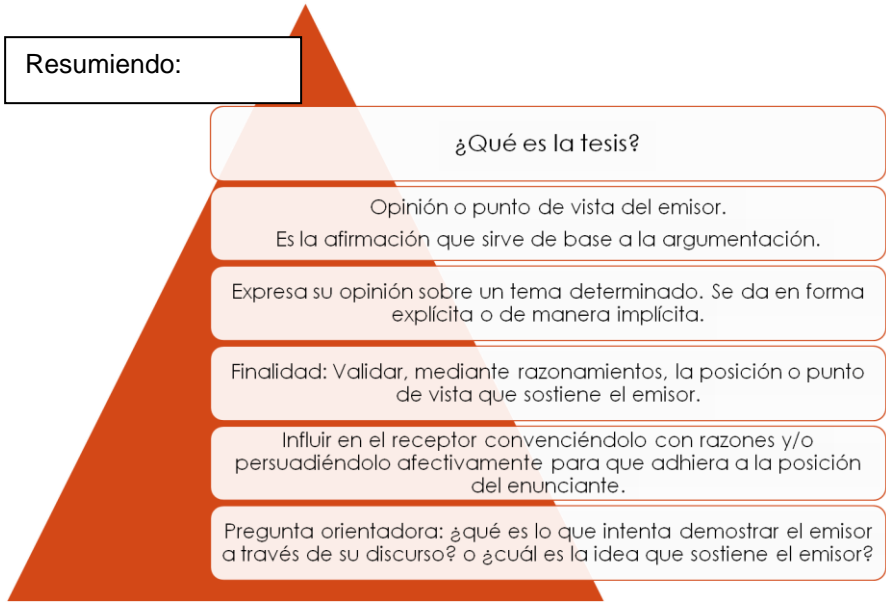 Resumiendo:
¿Qué es la tesis?
Opinión o punto de vista del emisor.
Es la afirmación que sirve de base a la argumentación.
Expresa su opinión sobre un tema determinado. Se da en forma
explícita o de manera implícita.
Finalidad: Validar, mediante razonamientos, la posición o punto
de vista que sostiene el emisor.
Influir en el receptor convenciéndolo con razones y/o
persuadiéndolo afectivamente para que adhiera a la posición
del enunciante.
Pregunta orientadora: ¿qué es lo que intenta demostrar el emisor
a través de su discurso? o ¿cuál es la idea que sostiene el emisor?